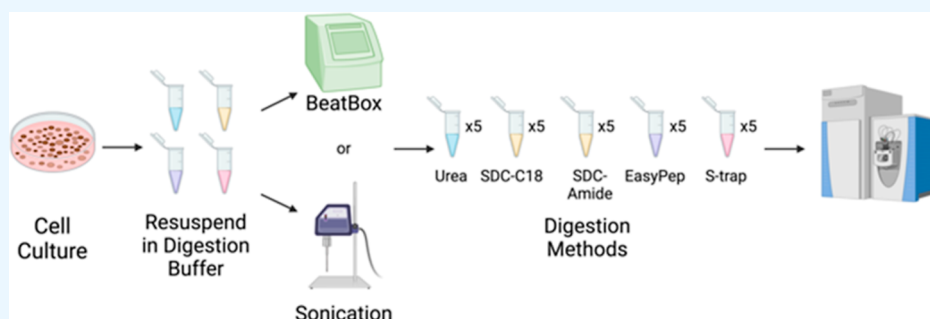 Cell
Culture
Resuspend
in Digestion
Buffer
BeatBox
or
Sonication
x5
x5
x5
x5
x5
Urea
SDC-C18
SDC-
Amide
EasyPep
S-trap
Digestion
Methods